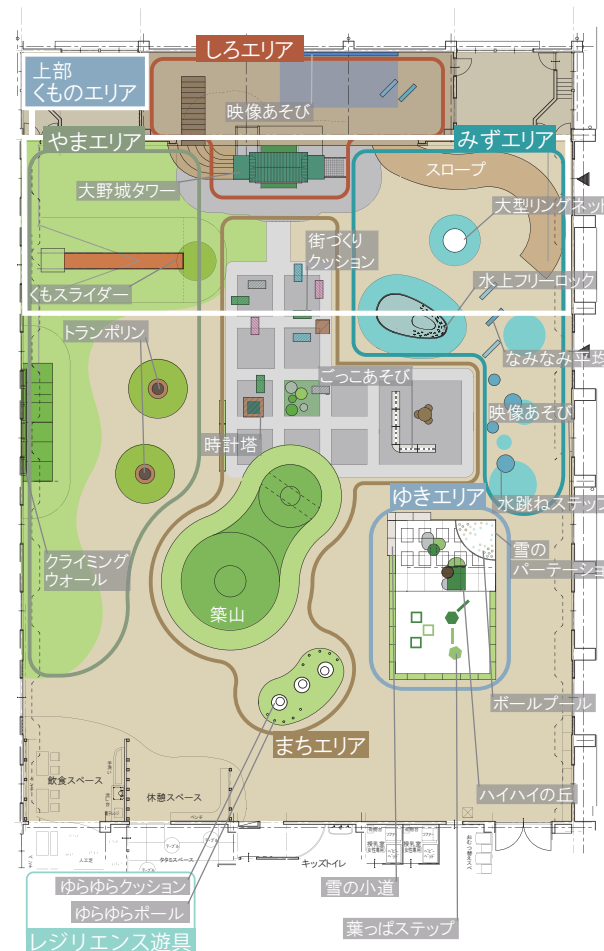 しろエリア
上部
くものエリア
映像あそび
やまエリア
みずエリア
スロープ
大野城タワー
大型リングネット
街づくり
クッション
水上フリーロック
くもスライダー
トランポリン
なみなみ平均
ごっこあそび
映像あそび
時計塔
ゆきエリア
水跳ねステップ
雪の
パーテーショ
クライミング
ウォール
築山
ボールプール
まちエリア
飲食スペース
休憩スペース
ベンチ
ハイハイの丘
キッズトイレ
ゆらゆらクッション
ゆらゆらポール
雪の小道
葉っぱステップ
レジリエンス遊具